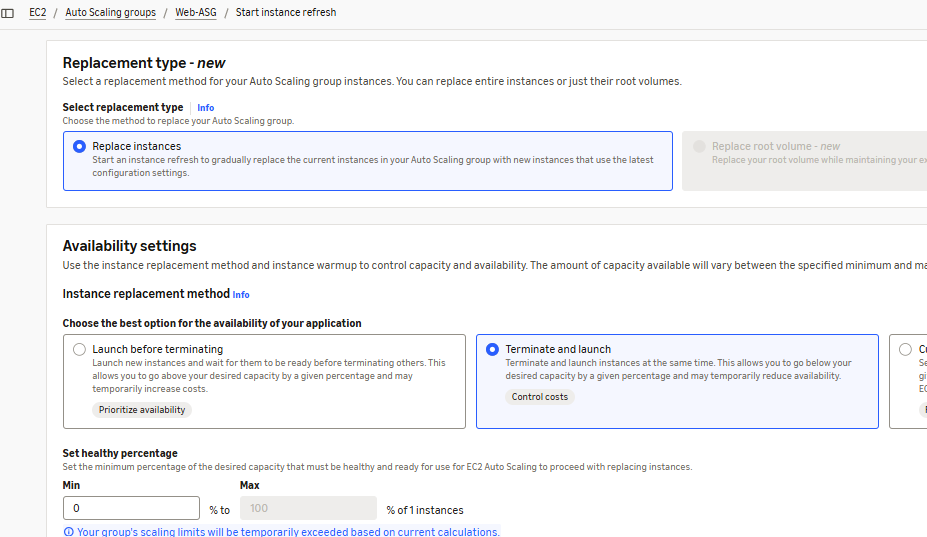 EC2 / Auto Scaling groups / Web-ASG / Start instance refresh
Replacement type - new
Select a replacement method for your Auto Scaling group instances. You can replace entire instances or just their root volumes.
Select replacement type Info
Choose the method to replace your Auto Scaling group.
Replace instances
Start an instance refresh to gradually replace the current instances in your Auto Scaling group with new instances that use the latest
configuration settings.
Replace root volume - new
Replace your root volume while maintaining your
Availability settings
Use the instance replacement method and instance warmup to control capacity and availability. The amount of capacity available will vary between the specified minimum and
Instance replacement method Info
Choose the best option for the availability of your application
Launch before terminating
Launch new instances and wait for them to be ready before terminating others. This
allows you to go above your desired capacity by a given percentage and may
temporarily increase costs.
Prioritize availability
Terminate and launch
Terminate and launch instances at the same time. This allows you to go below your
desired capacity by a given percentage and may temporarily reduce availability.
Control costs
Set healthy percentage
Set the minimum percentage of the desired capacity that must be healthy and ready for use for EC2 Auto Scaling to proceed with replacing instances.
Min Max
0 % to 100 % of 1 instances
Your group's scaling limits will be temporarily exceeded based on current calculations.